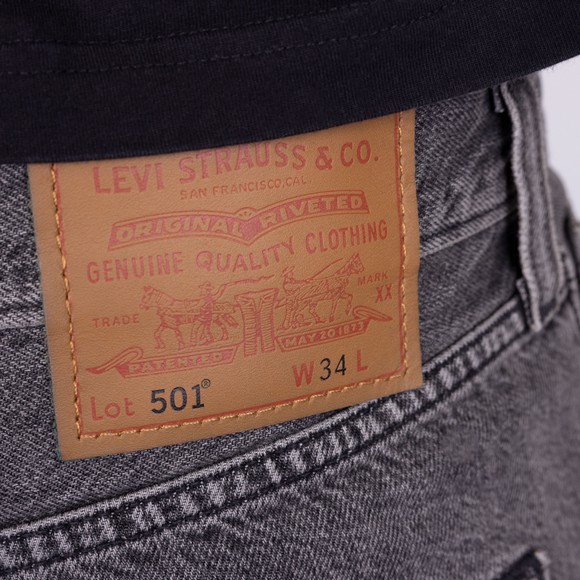 LEVI STRAUSS & CO.
SAN FRANCISCO, CAL.
ORIGINAL RIVETED
GENUINE QUALITY CLOTHING
TRADE MARK
XX
PATENTED MAY 20 1873
Lot 501® W 34 L